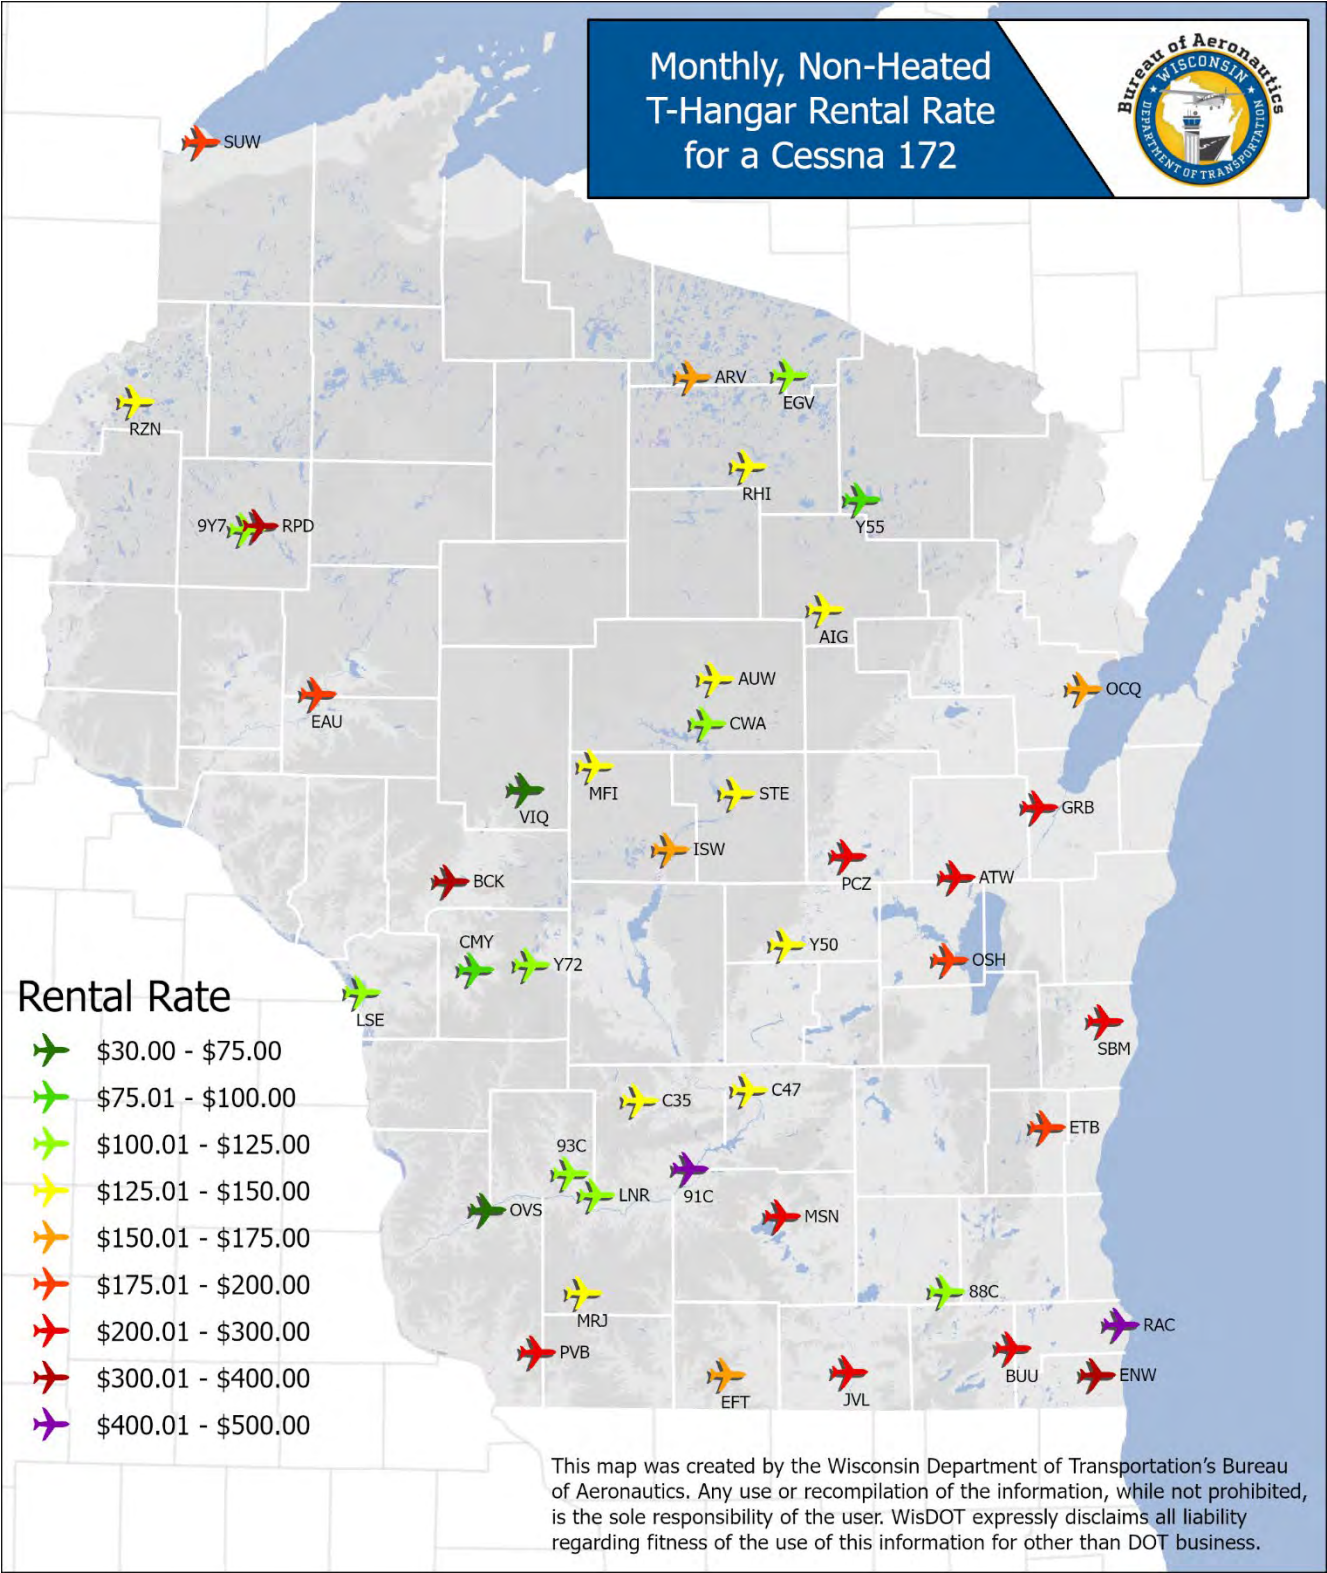 Monthly, Non-Heated
T-Hangar Rental Rate
for a Cessna 172
Bureau of Aeronautics
WISCONSIN
DEPARTMENT OF TRANSPORTATION
SUW
ARV
EGV
RZN
RHI
9Y7
RPD
Y55
AIG
AUW
OCQ
EAU
CWA
MFI
STE
VIQ
GRB
ISW
PCZ
ATW
BCK
CMY
Y72
Y50
OSH
LSE
SBM
C35
C47
ETB
93C
LNR
91C
OVS
MSN
MRJ
88C
RAC
PVB
BUU
ENW
EFT
JVL
Rental Rate
$30.00 - $75.00
$75.01 - $100.00
$100.01 - $125.00
$125.01 - $150.00
$150.01 - $175.00
$175.01 - $200.00
$200.01 - $300.00
$300.01 - $400.00
$400.01 - $500.00
This map was created by the Wisconsin Department of Transportation's Bureau
of Aeronautics. Any use or recompilation of the information, while not prohibited,
is the sole responsibility of the user. WisDOT expressly disclaims all liability
regarding fitness of the use of this information for other than DOT business.